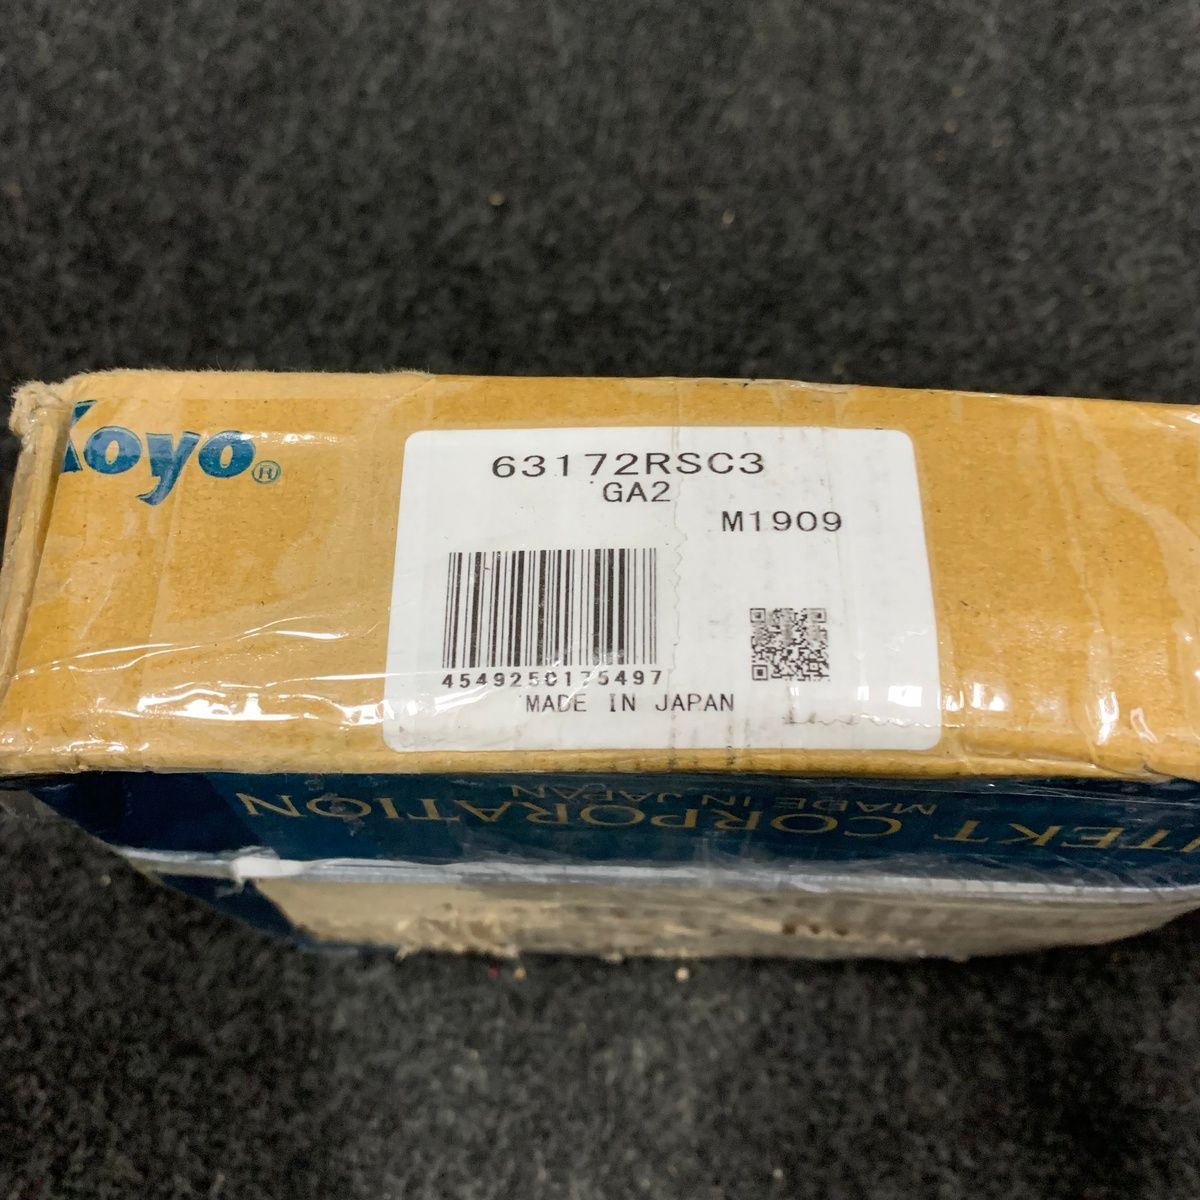 Koyo®
63172RSC3
GA2
M1909
4549250175497
MADE IN JAPAN
JTEKT CORPORATION
MADE IN JAPAN